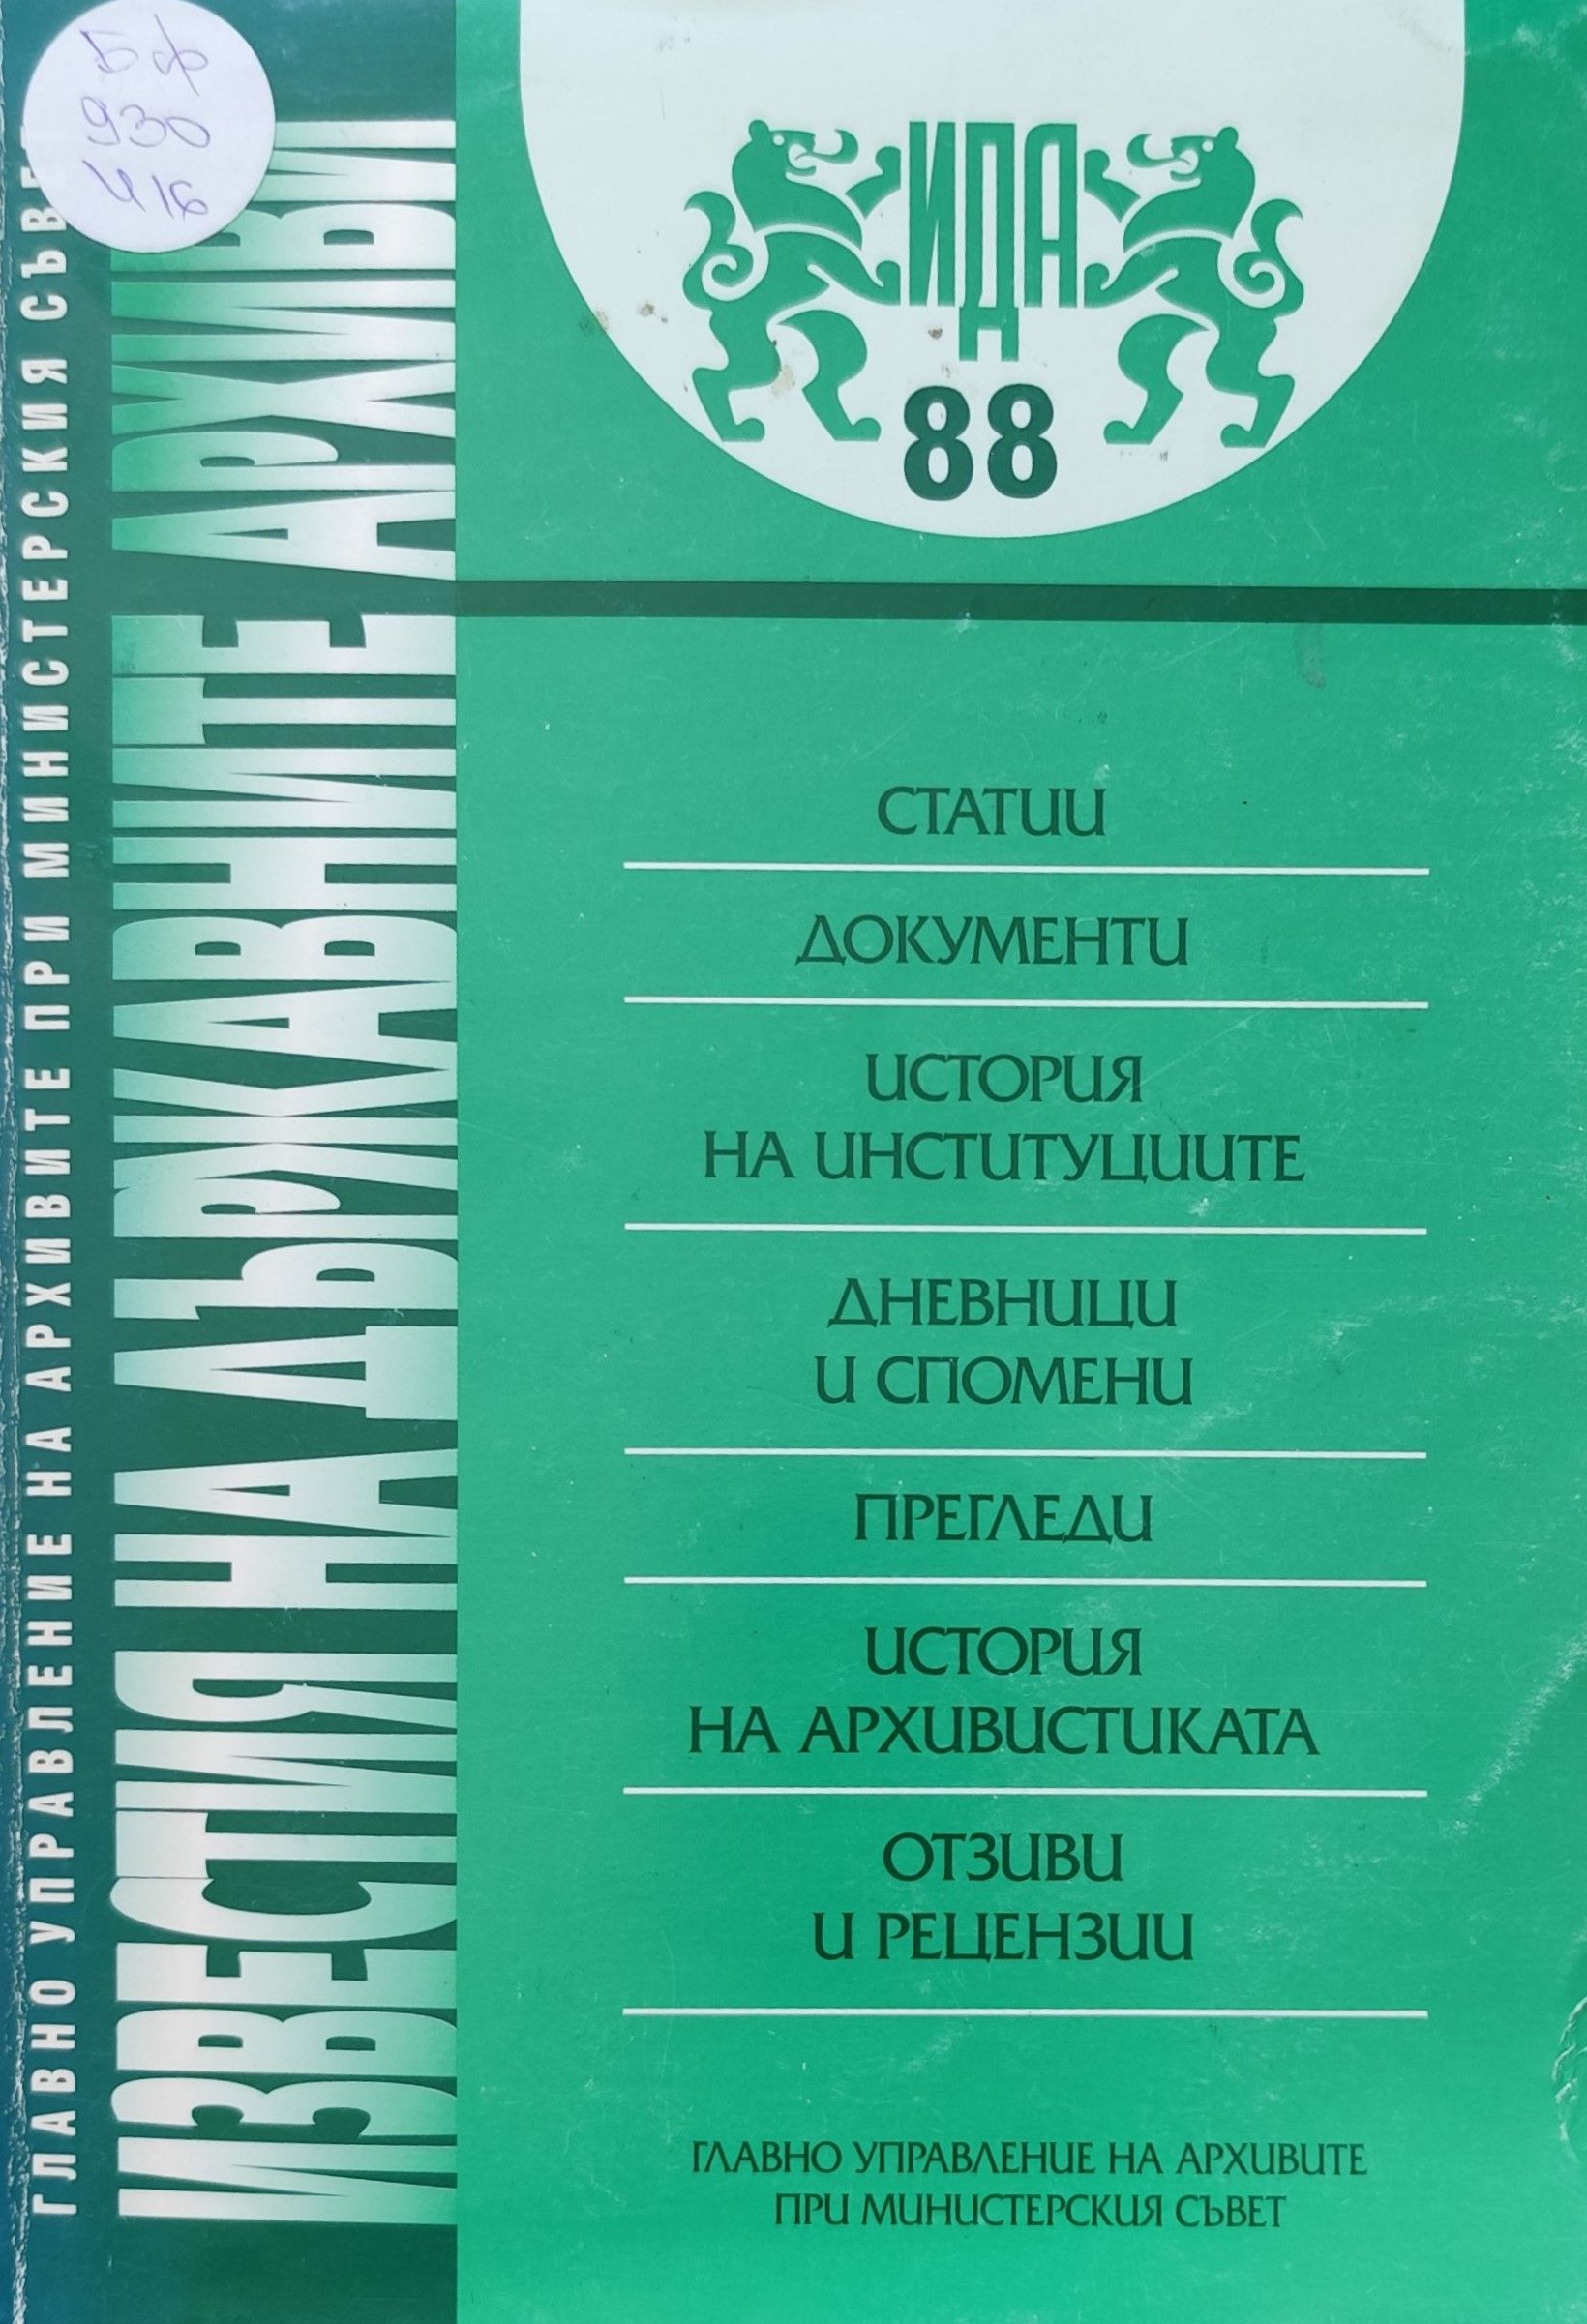 Бф
930
И 16
ГЛАВНО УПРАВЛЕНИЕ НА АРХИВИТЕ ПРИ МИНИСТЕРСКИЯ
ИЗВЕСТИЯ НА ДЪРЖАВНИТЕ АРХИВИ
ИДА
88
СТАТИИ
ДОКУМЕНТИ
ИСТОРИЯ
НА ИНСТИТУЦИИТЕ
ДНЕВНИЦИ
И СПОМЕНИ
ПРЕГЛЕДИ
ИСТОРИЯ
НА АРХИВИСТИКАТА
ОТЗИВИ
И РЕЦЕНЗИИ
ГЛАВНО УПРАВЛЕНИЕ НА АРХИВИТЕ
ПРИ МИНИСТЕРСКИЯ СЪВЕТ